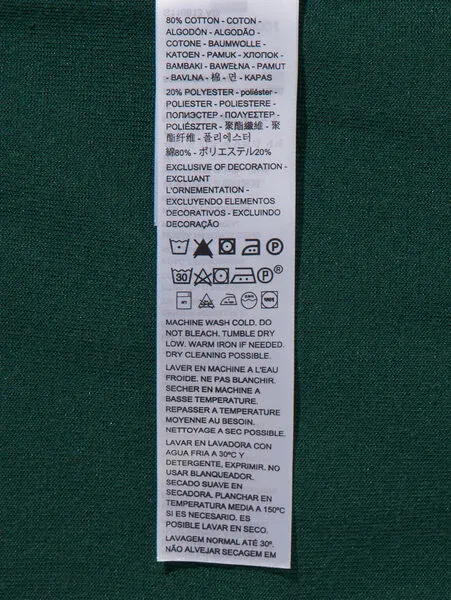 80% COTTON - COTON -
ALGODÓN - ALGODÃO -
COTONE - BAUMWOLLE -
KATOEN - PAMUK - ХЛОПОК -
BAMBAKI - BAWEŁNA - PAMUT
- BAVLNA - 棉 - 면 - KAPAS
20% POLYESTER - poliéster -
POLIESTER - POLIESTERE -
ПОЛИЭСТЕР - ПОЛУЕСТЕР -
POLIÉSZTER - 聚酯纖維 - 聚
酯纤维 - 폴리에스터
綿80% - ポリエステル20%
EXCLUSIVE OF DECORATION -
EXCLUANT
L'ORNEMENTATION -
EXCLUYENDO ELEMENTOS
DECORATIVOS - EXCLUINDO
DECORAÇÃO
P
30 P ®
MACHINE WASH COLD. DO
NOT BLEACH. TUMBLE DRY
LOW. WARM IRON IF NEEDED.
DRY CLEANING POSSIBLE.
LAVER EN MACHINE A L'EAU
FROIDE. NE PAS BLANCHIR.
SECHER EN MACHINE A
BASSE TEMPERATURE.
REPASSER A TEMPERATURE
MOYENNE AU BESOIN.
NETTOYAGE A SEC POSSIBLE.
LAVAR EN LAVADORA CON
AGUA FRIA A 30ºC Y
DETERGENTE, EXPRIMIR. NO
USAR BLANQUEADOR.
SECADO SUAVE EN
SECADORA. PLANCHAR EN
TEMPERATURA MEDIA A 150ºC
SI ES NECESARIO. ES
POSIBLE LAVAR EN SECO.
LAVAGEM NORMAL ATÉ 30º.
NÃO ALVEJAR SECAGEM EM